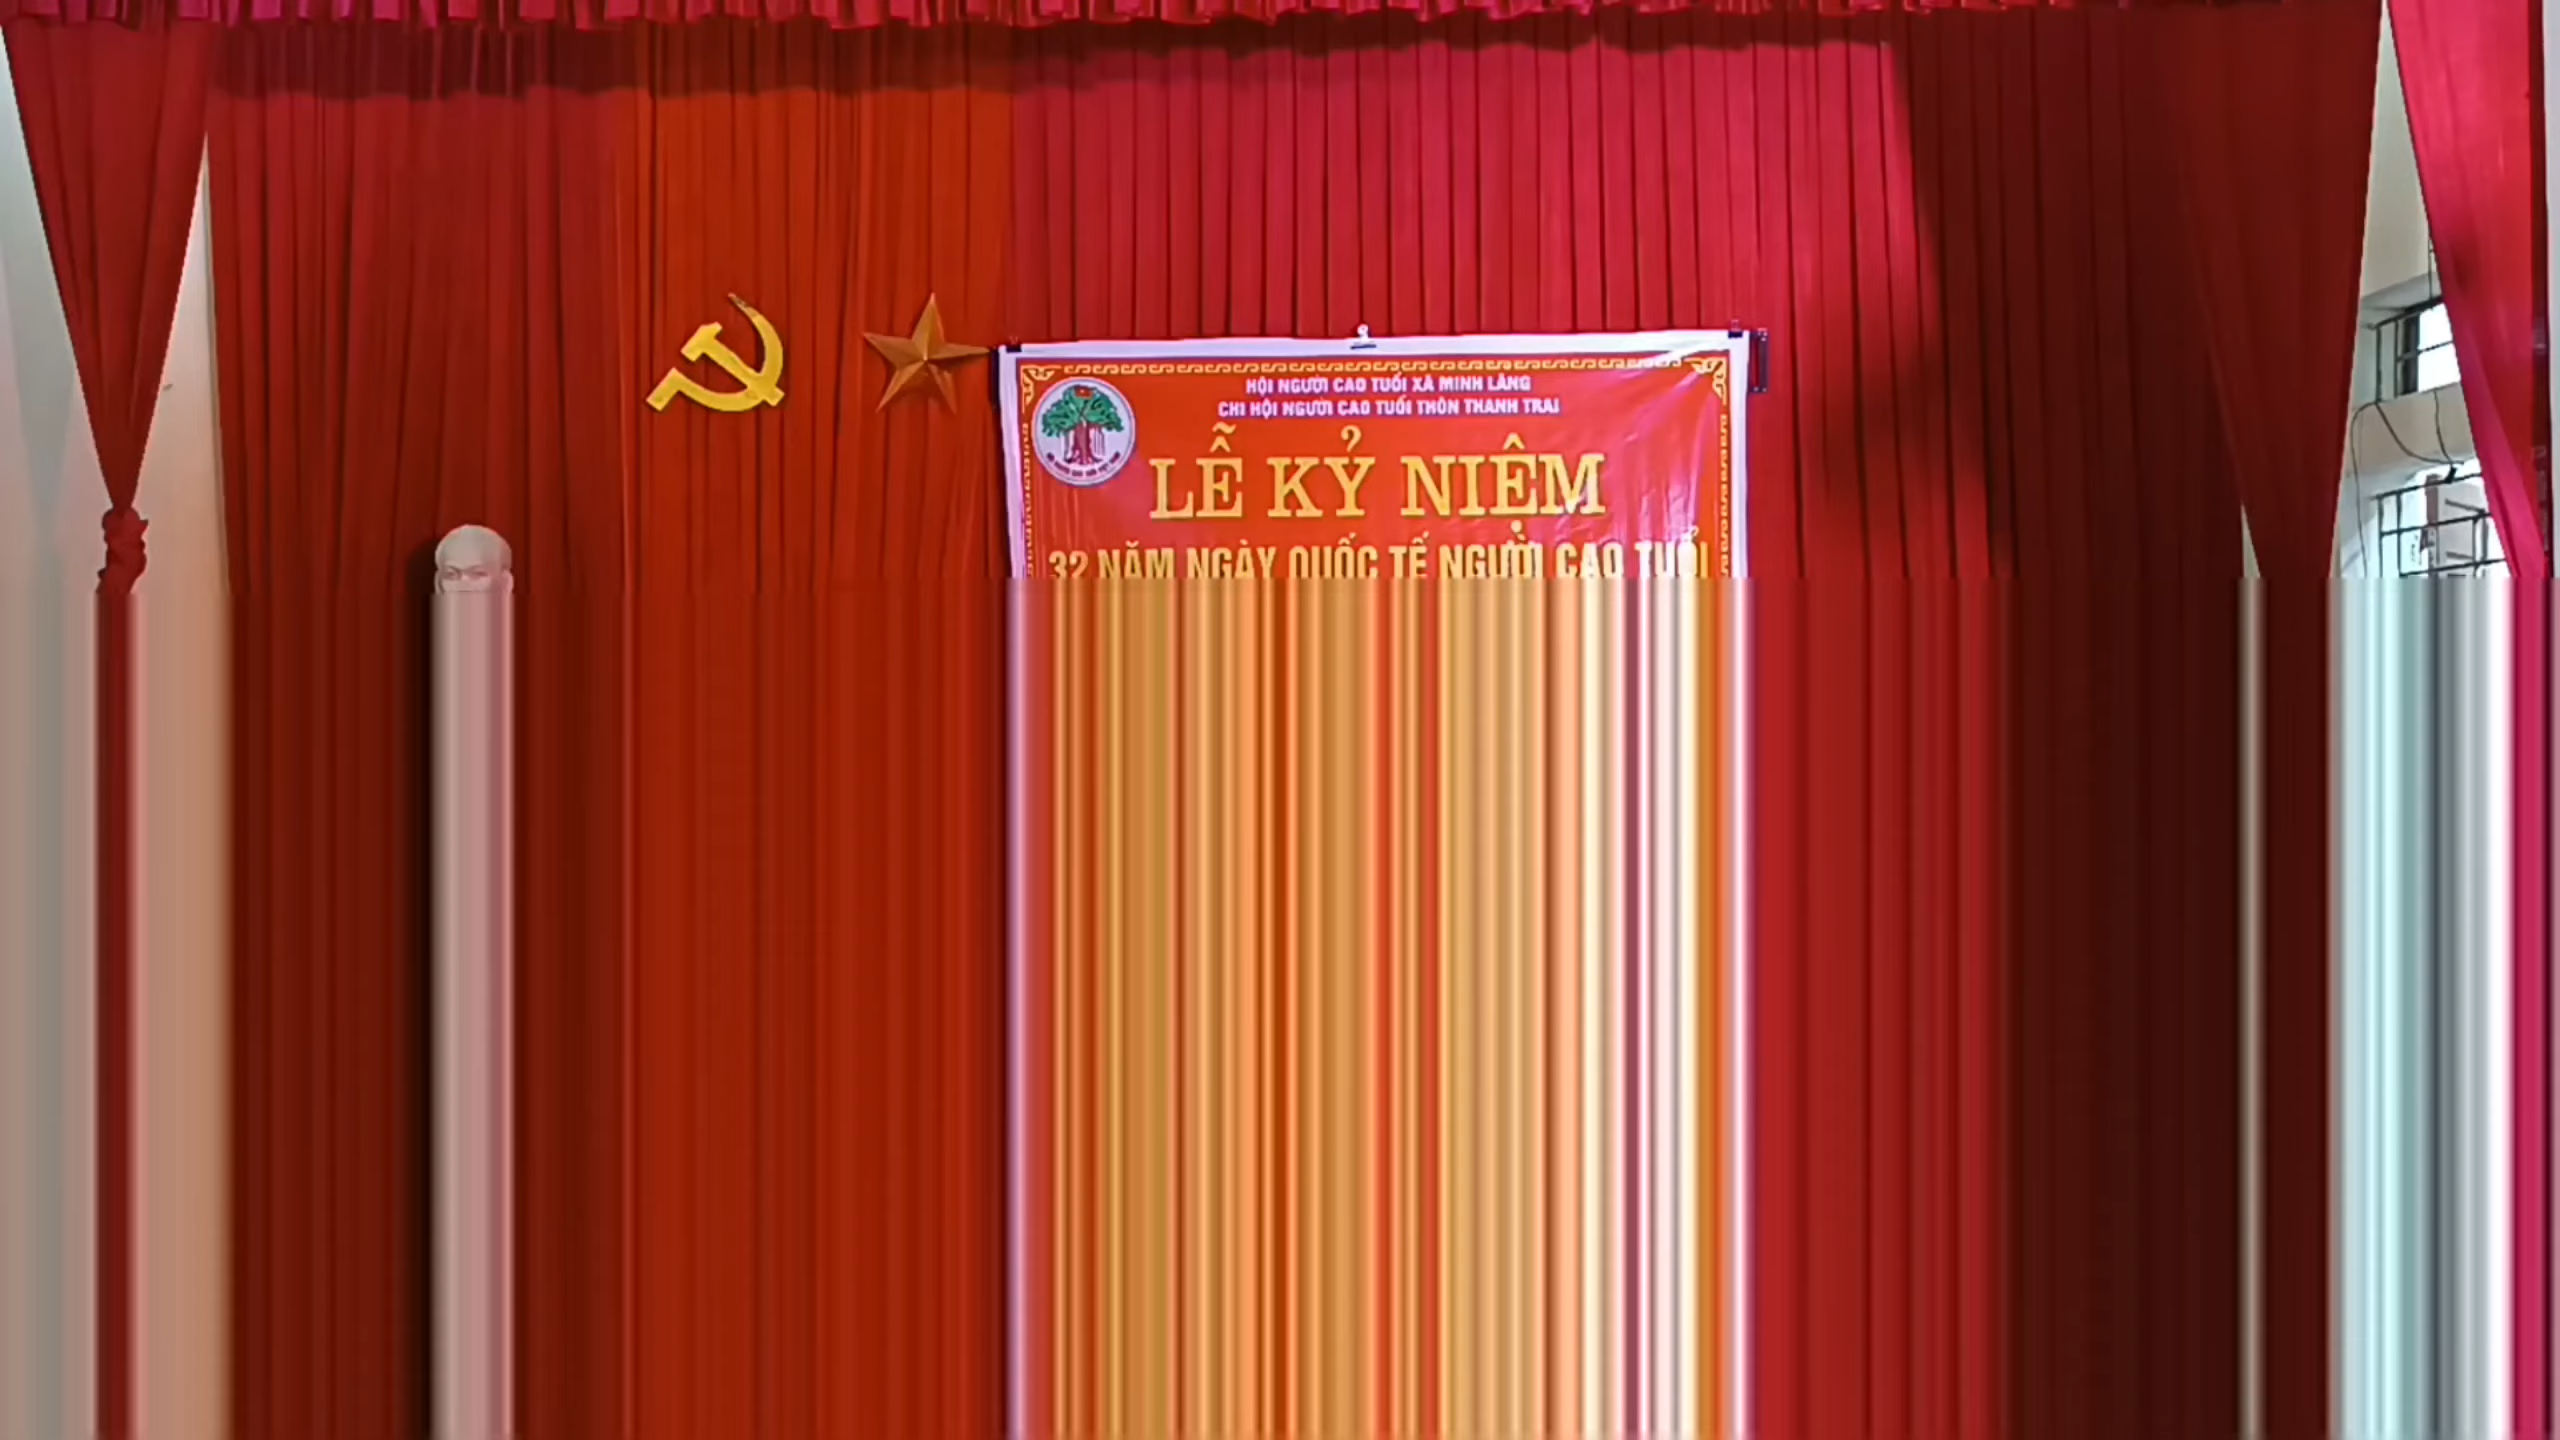 HỘI NGƯỜI CAO TUỔI XÃ MINH LÃNG
CHI HỘI NGƯỜI CAO TUỔI THÔN THANH TRAI
LỄ KỶ NIỆM
32 NĂM NGÀY QUỐC TẾ NGƯỜI CAO TUỔI